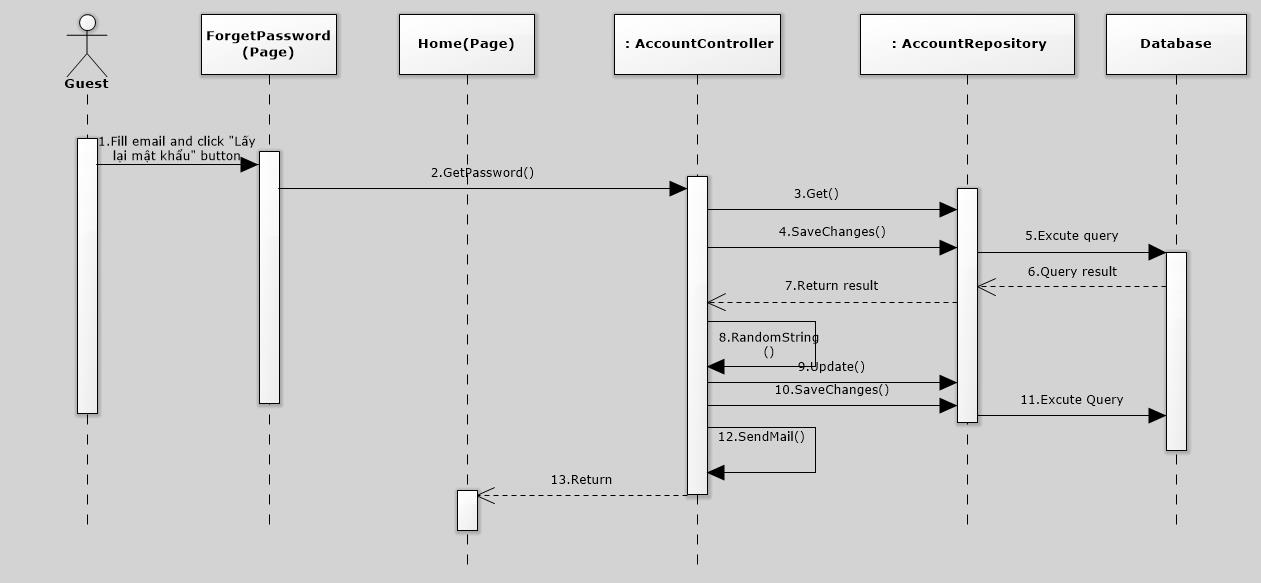 Guest
ForgetPassword
(Page)
Home(Page)
: AccountController
: AccountRepository
Database
1.Fill email and click "Lấy
lại mật khẩu" button
2.GetPassword()
3.Get()
4.SaveChanges()
5.Excute query
6.Query result
7.Return result
8.RandomString
()
9.Update()
10.SaveChanges()
11.Excute Query
12.SendMail()
13.Return